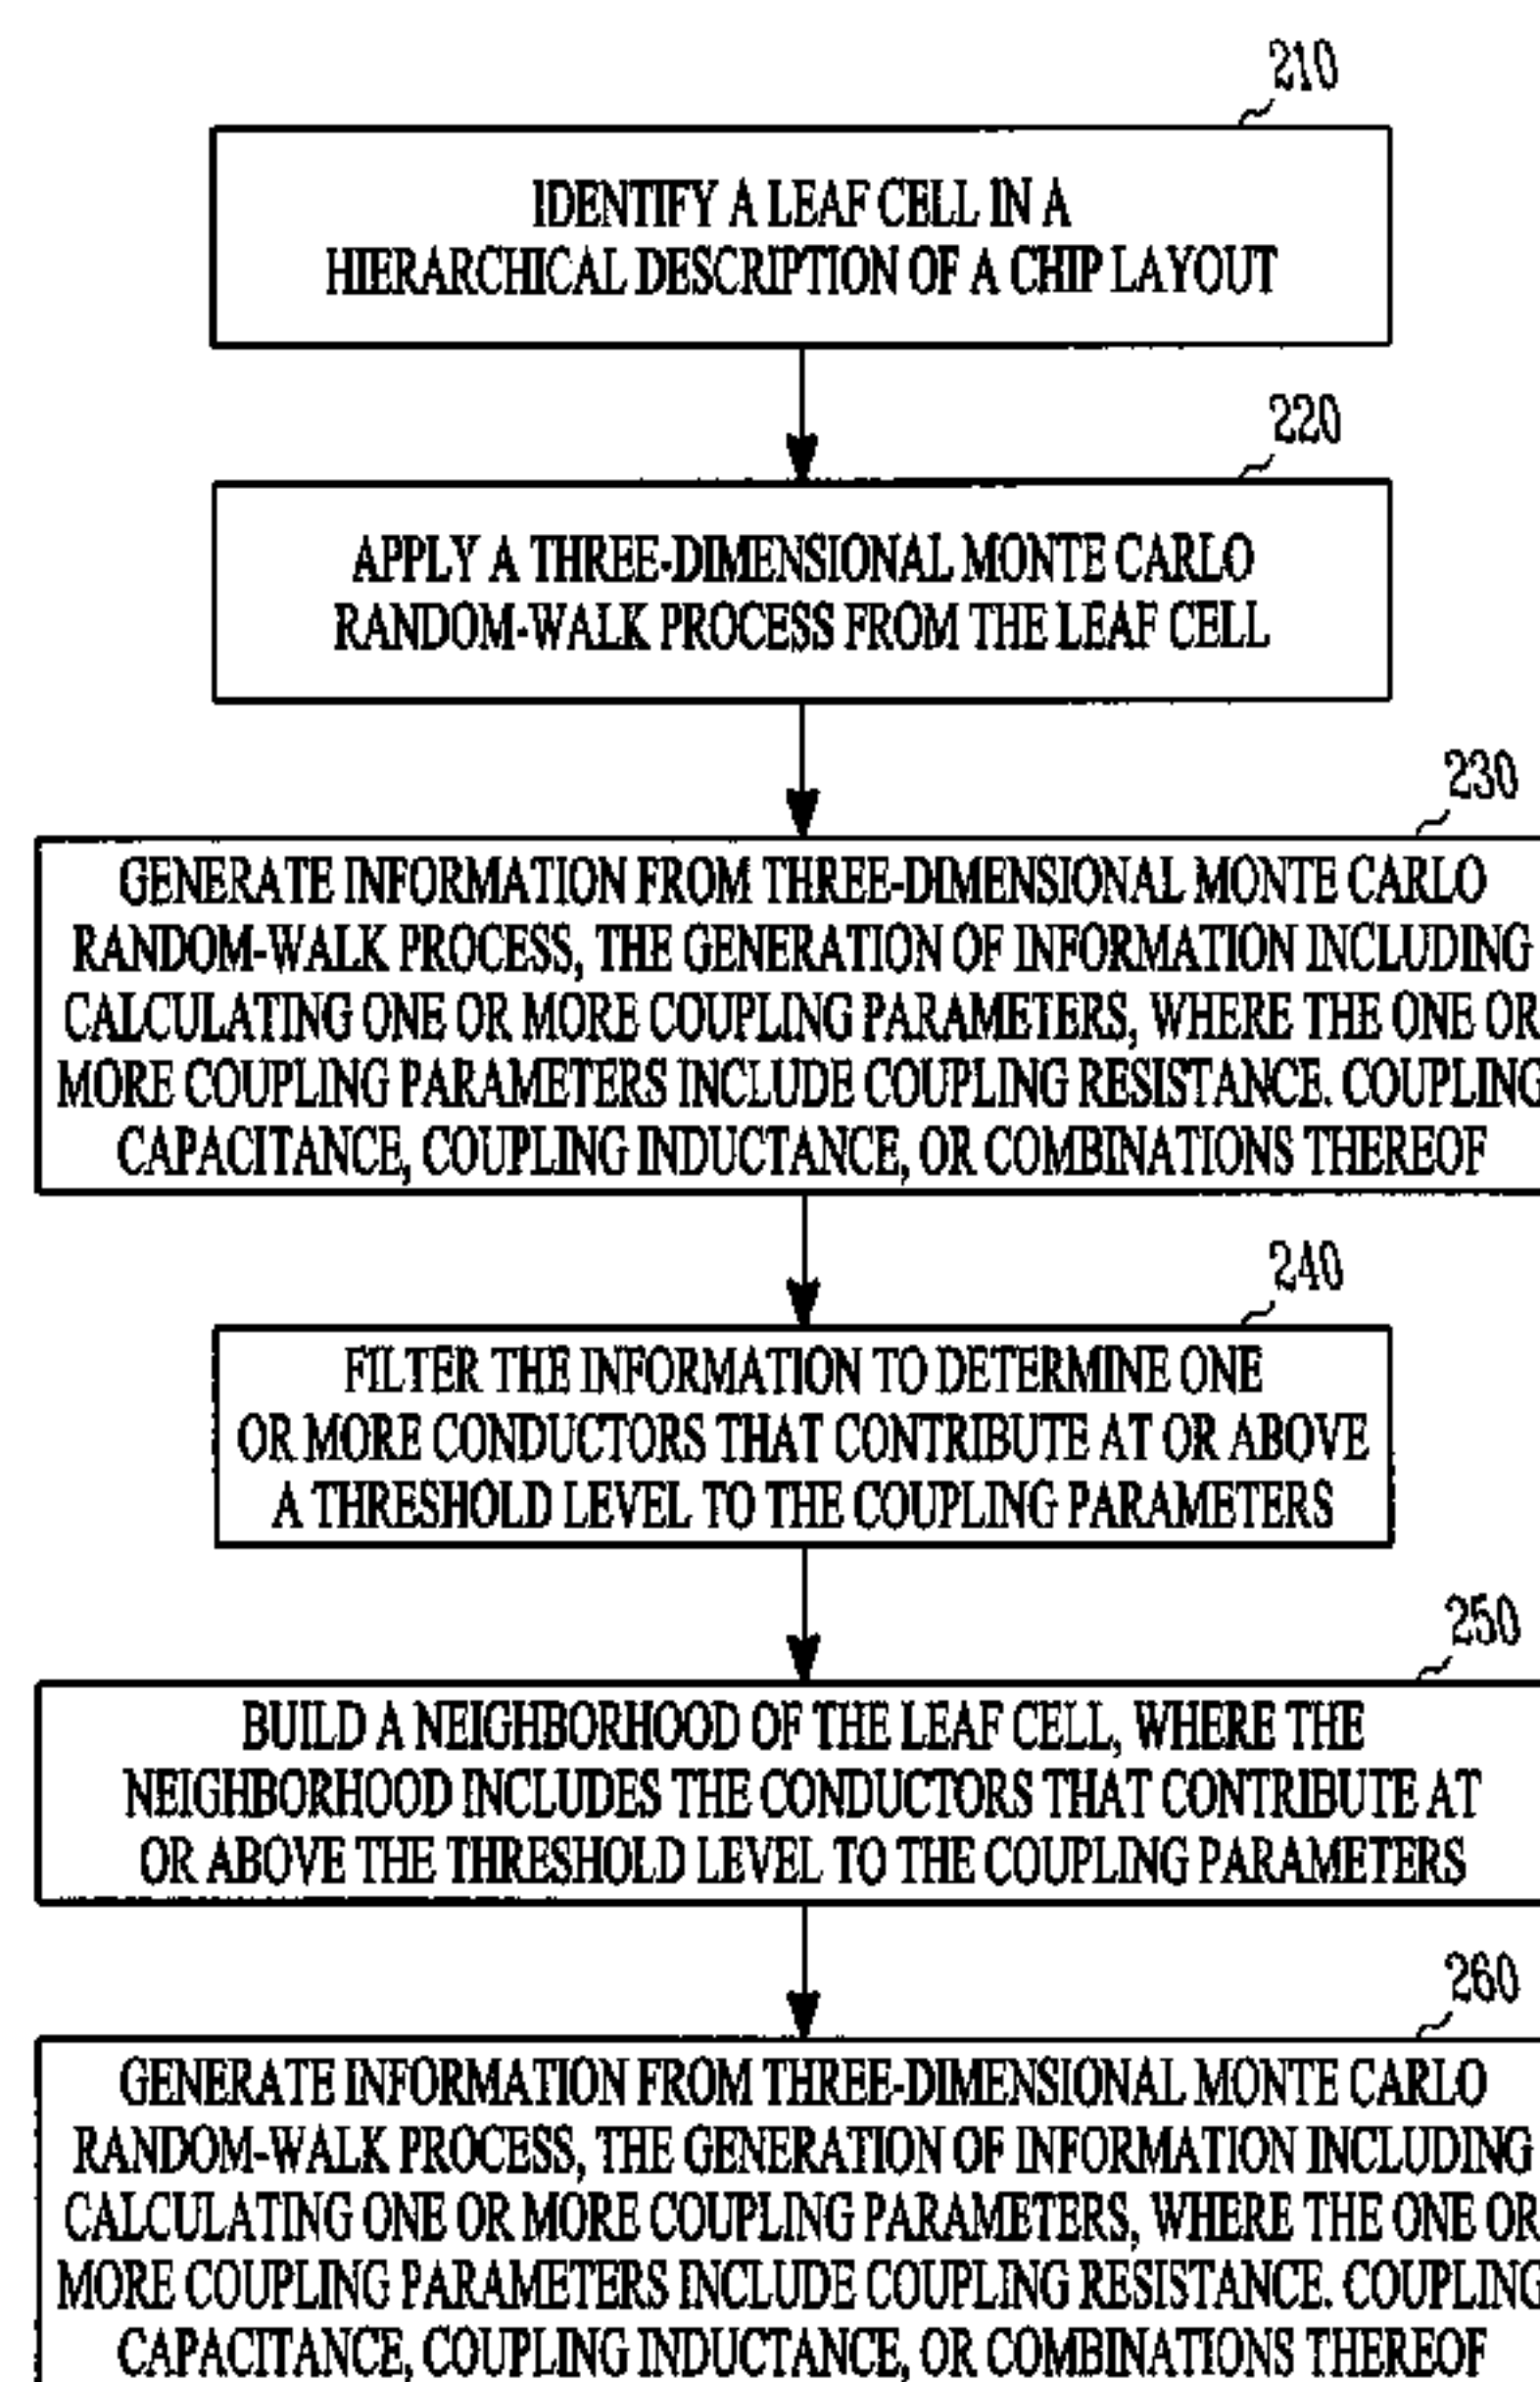 210
IDENTIFY A LEAF CELL IN A
HIERARCHICAL DESCRIPTION OF A CHIP LAYOUT
220
APPLY A THREE-DIMENSIONAL MONTE CARLO
RANDOM-WALK PROCESS FROM THE LEAF CELL
230
GENERATE INFORMATION FROM THREE-DIMENSIONAL MONTE CARLO
RANDOM-WALK PROCESS, THE GENERATION OF INFORMATION INCLUDING
CALCULATING ONE OR MORE COUPLING PARAMETERS, WHERE THE ONE OR
MORE COUPLING PARAMETERS INCLUDE COUPLING RESISTANCE. COUPLING
CAPACITANCE, COUPLING INDUCTANCE, OR COMBINATIONS THEREOF
240
FILTER THE INFORMATION TO DETERMINE ONE
OR MORE CONDUCTORS THAT CONTRIBUTE AT OR ABOVE
A THRESHOLD LEVEL TO THE COUPLING PARAMETERS
250
BUILD A NEIGHBORHOOD OF THE LEAF CELL, WHERE THE
NEIGHBORHOOD INCLUDES THE CONDUCTORS THAT CONTRIBUTE AT
OR ABOVE THE THRESHOLD LEVEL TO THE COUPLING PARAMETERS
260
GENERATE INFORMATION FROM THREE-DIMENSIONAL MONTE CARLO
RANDOM-WALK PROCESS, THE GENERATION OF INFORMATION INCLUDING
CALCULATING ONE OR MORE COUPLING PARAMETERS, WHERE THE ONE OR
MORE COUPLING PARAMETERS INCLUDE COUPLING RESISTANCE. COUPLING
CAPACITANCE, COUPLING INDUCTANCE, OR COMBINATIONS THEREOF